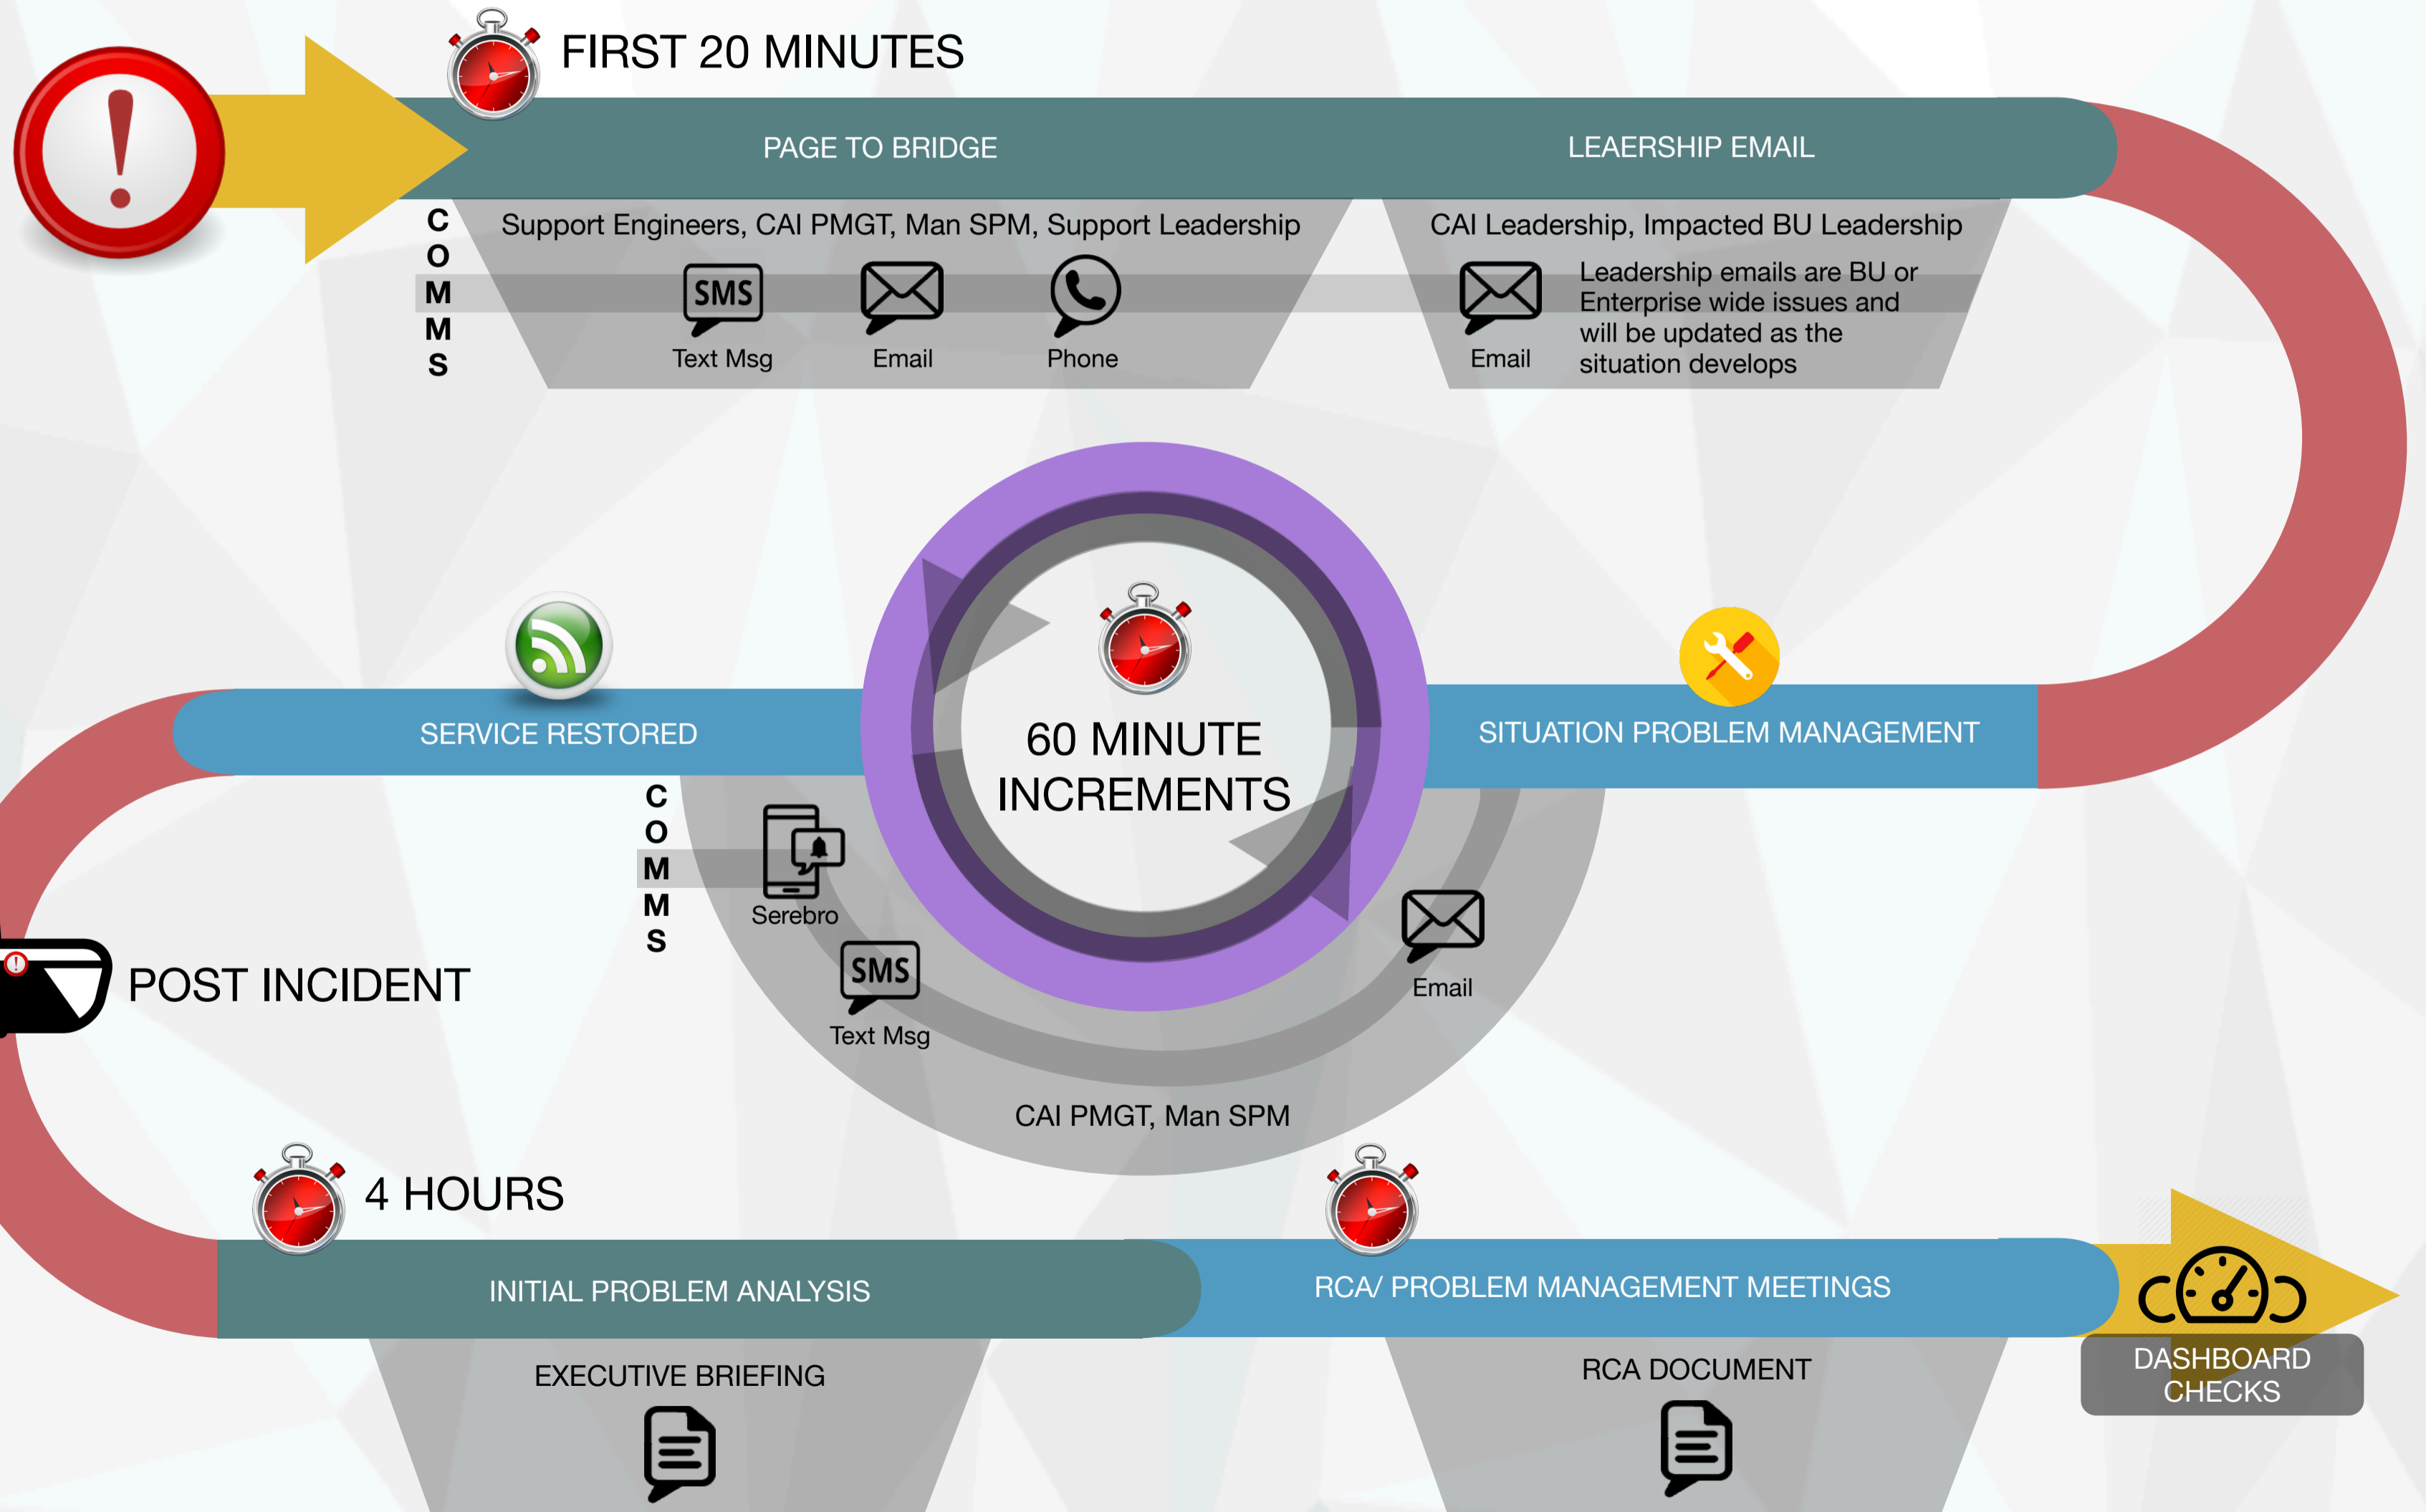 FIRST 20 MINUTES
PAGE TO BRIDGE
LEAERSHIP EMAIL
COMMS
Support Engineers, CAI PMGT, Man SPM, Support Leadership
SMS
Text Msg
Email
Phone
CAI Leadership, Impacted BU Leadership
Email
Leadership emails are BU or
Enterprise wide issues and
will be updated as the
situation develops
SITUATION PROBLEM MANAGEMENT
60 MINUTE
INCREMENTS
SERVICE RESTORED
COMMS
Serebro
SMS
Text Msg
Email
CAI PMGT, Man SPM
POST INCIDENT
4 HOURS
INITIAL PROBLEM ANALYSIS
RCA/ PROBLEM MANAGEMENT MEETINGS
EXECUTIVE BRIEFING
RCA DOCUMENT
DASHBOARD
CHECKS